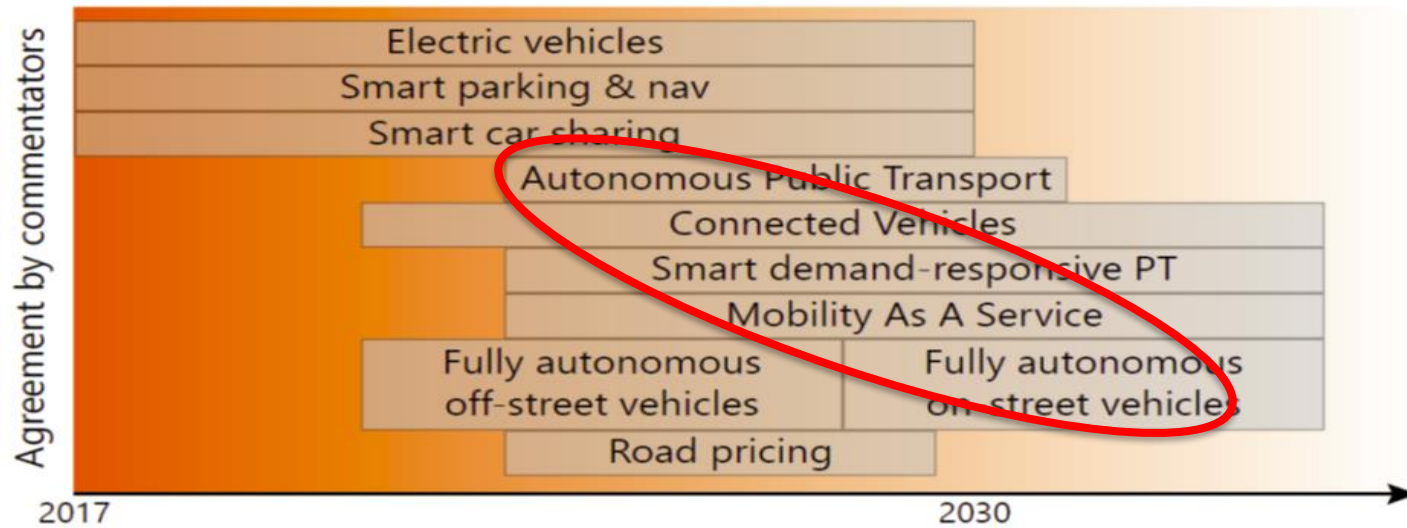 Agreement by commentators
Electric vehicles
Smart parking & nav
Smart car sharing
Autonomous Public Transport
Connected Vehicles
Smart demand-responsive PT
Mobility As A Service
Fully autonomous
off-street vehicles
Fully autonomous
on-street vehicles
Road pricing
2017
2030